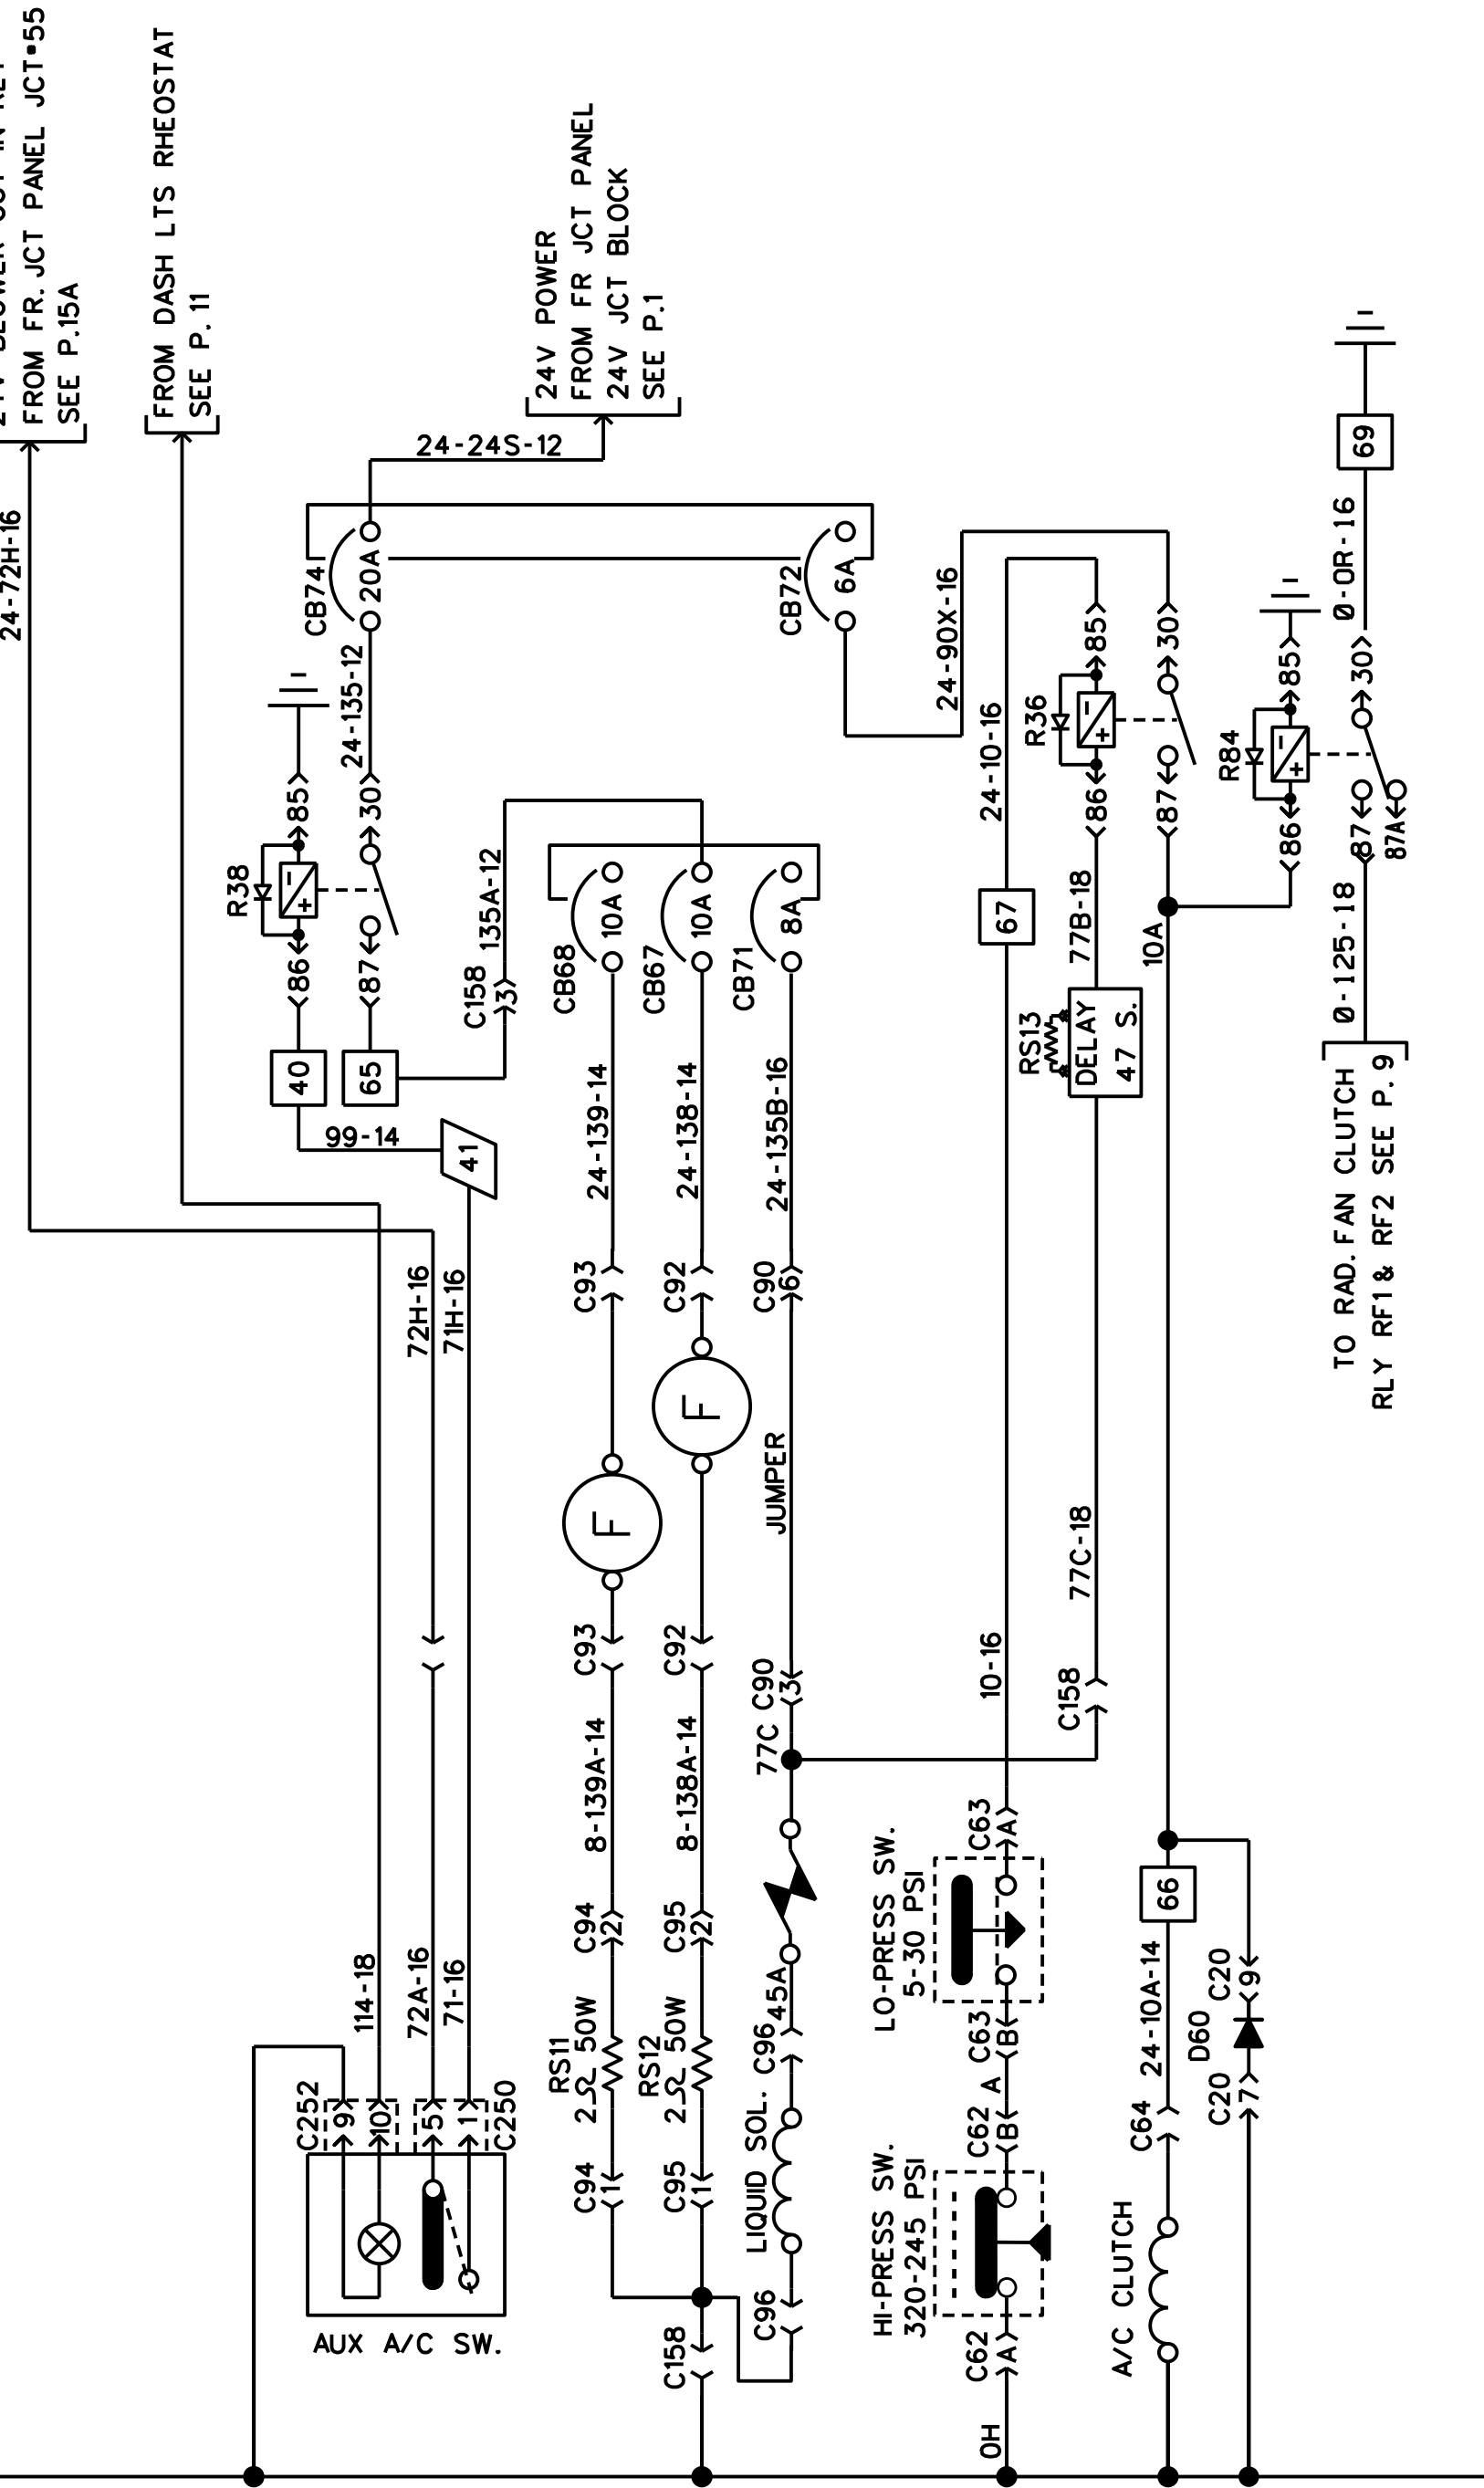 24-72H-16
FROM FR. JCT PANEL JCT•55
SEE P.15A
FROM DASH LTS RHEOSTAT
SEE P. 11
24V POWER
FROM FR JCT PANEL
24V JCT BLOCK
SEE P.1
24-24S-12
CB74
20A
CB72
6A
24-135-12
R38
85
86
30
87
40
65
99-14
41
C158
3
135A-12
CB68
10A
CB67
10A
CB71
8A
24-139-14
24-138-14
24-135B-16
C93
C92
C90
6
F
F
JUMPER
72H-16
71H-16
C93
C92
C90
3
77C
8-139A-14
8-138A-14
C94
2
C95
2
RS11
2Ω 50W
RS12
2Ω 50W
C94
1
C95
1
C158
114-18
72A-16
71-16
C252
9
10
5
1
C250
AUX A/C SW.
45A
C96
LIQUID SOL.
C96
24-90X-16
24-10-16
R36
85
86
30
87
67
77B-18
10A
RS13
DELAY
47 S.
77C-18
C158
10-16
LO-PRESS SW.
5-30 PSI
C63
A
C63
B
A
C62
B
HI-PRESS SW.
320-245 PSI
C62
A
0H
66
24-10A-14
C64
A/C CLUTCH
C20
9
D60
C20
7
R84
85
86
30
87
87A
0-0R-16
69
0-125-18
TO RAD. FAN CLUTCH
RLY RF1 & RF2 SEE P. 9